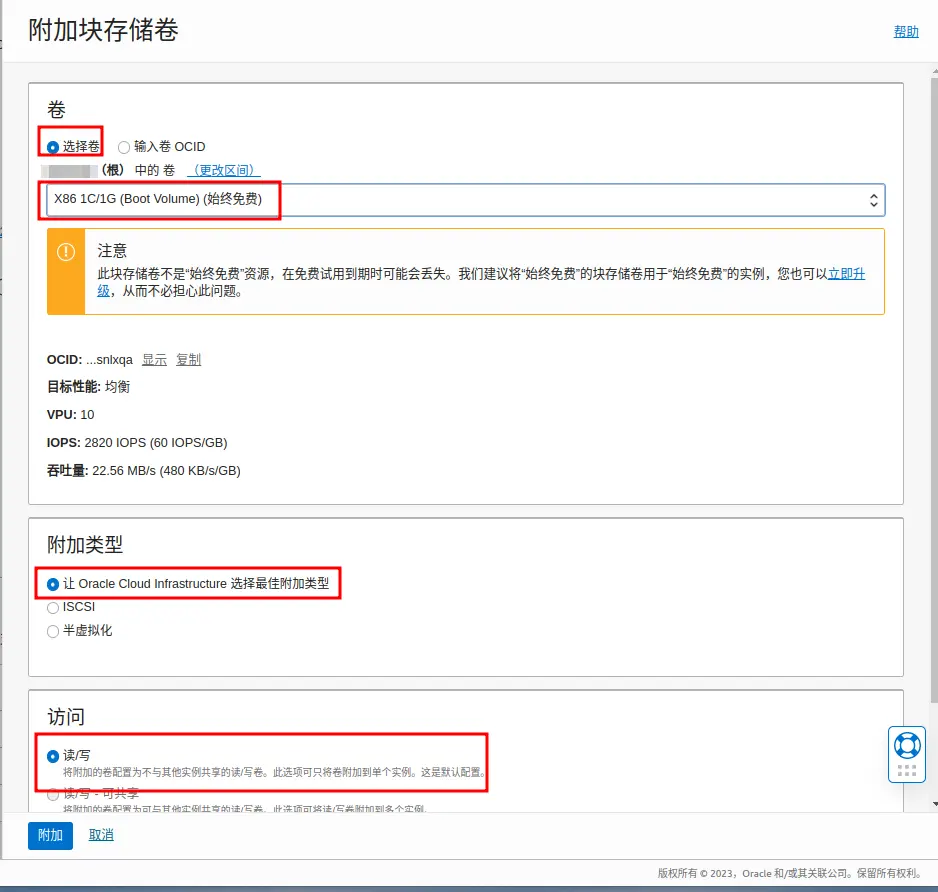 附加块存储卷
帮助
卷
选择卷 输入卷 OCID
（根） 中的 卷 （更改区间）
X86 1C/1G (Boot Volume) (始终免费)
注意
此块存储卷不是“始终免费”资源，在免费试用到期时可能会丢失。我们建议将“始终免费”的块存储卷用于“始终免费”的实例，您也可以立即升
级，从而不必担心此问题。
OCID: ...snlxqa 显示 复制
目标性能: 均衡
VPU: 10
IOPS: 2820 IOPS (60 IOPS/GB)
吞吐量: 22.56 MB/s (480 KB/s/GB)
附加类型
让 Oracle Cloud Infrastructure 选择最佳附加类型
ISCSI
半虚拟化
访问
读/写
将附加的卷配置为不与其他实例共享的读/写卷。此选项可只将卷附加到单个实例。这是默认配置。
读/写 - 可共享
将附加的卷配置为可与其他实例共享的读/写卷。此选项可将读/写卷附加到多个实例。
附加 取消
版权所有 © 2023，Oracle 和/或其关联公司。保留所有权利。